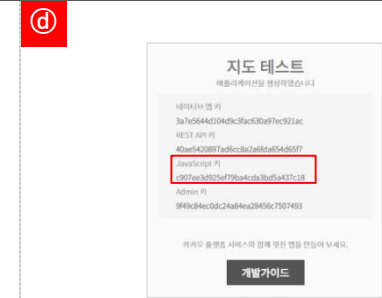 ⓓ
지도 테스트
애플리케이션을 생성하였습니다
네이티브 앱 키
3a7e5644d104d9c3fac630a97ec921ac
REST API 키
40ae5420897ad6cc8a2a6fda654d65f7
JavaScript 키
c907ee3d925ef79ba4cda3bd5a437c18
Admin 키
9f49c84ec0dc24a84ea28456c7507493
카카오 플랫폼 서비스와 함께 멋진 앱을 만들어 보세요.
개발가이드